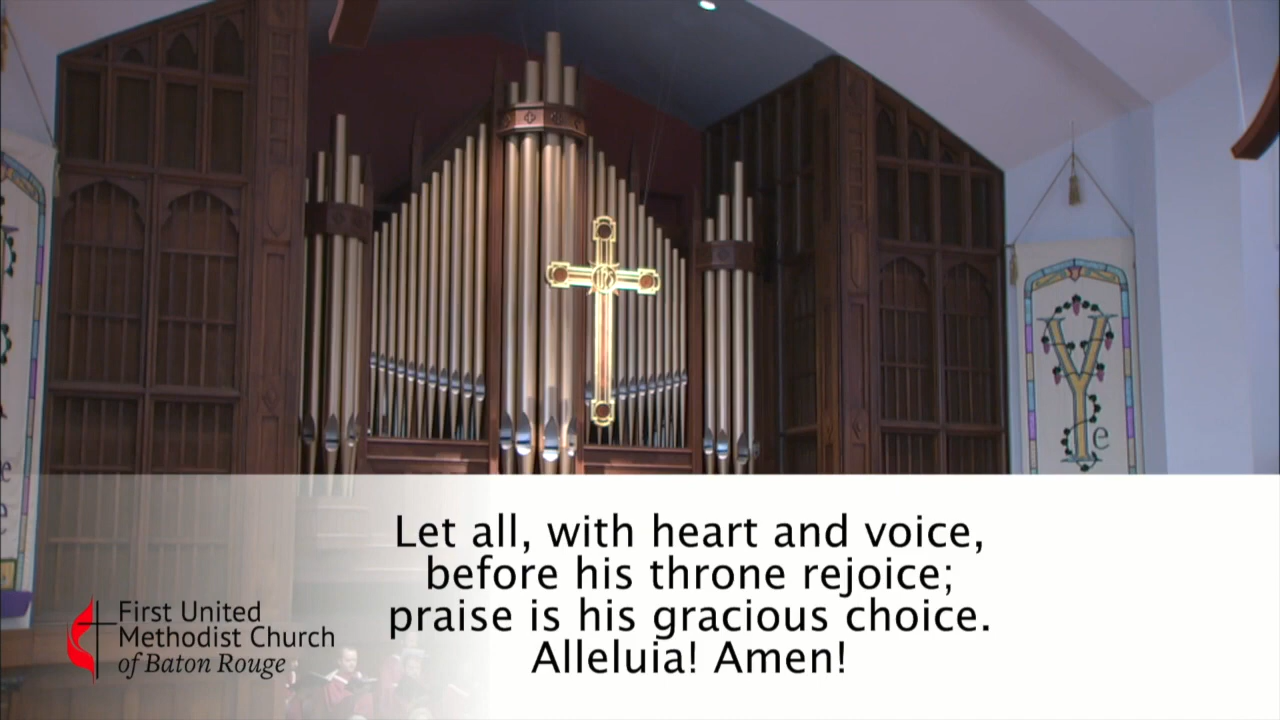 Let all, with heart and voice,
before his throne rejoice;
praise is his gracious choice.
Alleluia! Amen!
First United
Methodist Church
of Baton Rouge